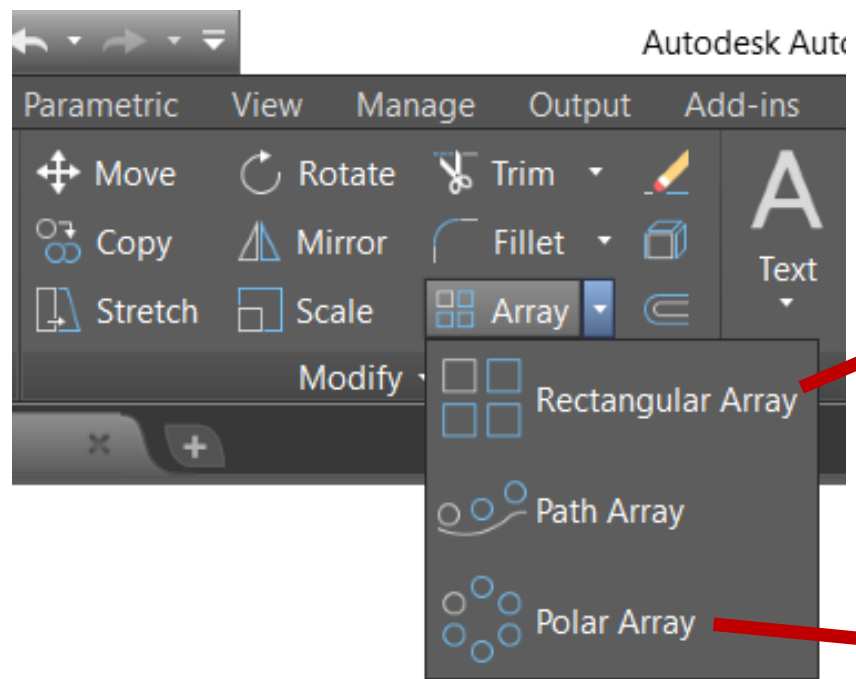 Autodesk Auto
Parametric View Manage Output Add-ins
Move Rotate Trim
Copy Mirror Fillet
Stretch Scale Array
Text
Modify
Rectangular Array
Path Array
Polar Array